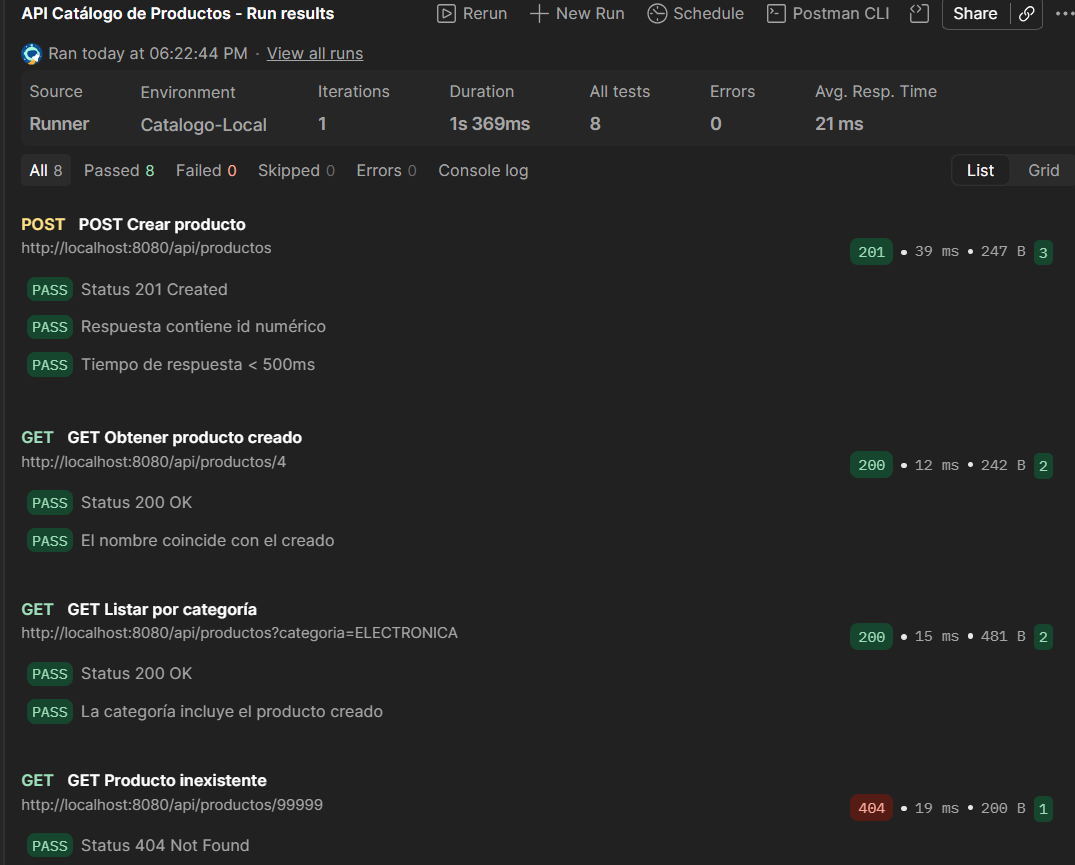 API Catálogo de Productos - Run results Rerun New Run Schedule Postman CLI Share
Ran today at 06:22:44 PM · View all runs
Source Environment Iterations Duration All tests Errors Avg. Resp. Time
Runner Catalogo-Local 1 1s 369ms 8 0 21 ms
All 8 Passed 8 Failed 0 Skipped 0 Errors 0 Console log List Grid
POST POST Crear producto
http://localhost:8080/api/productos
201 • 39 ms • 247 B 3
PASS Status 201 Created
PASS Respuesta contiene id numérico
PASS Tiempo de respuesta < 500ms
GET GET Obtener producto creado
http://localhost:8080/api/productos/4
200 • 12 ms • 242 B 2
PASS Status 200 OK
PASS El nombre coincide con el creado
GET GET Listar por categoría
http://localhost:8080/api/productos?categoria=ELECTRONICA
200 • 15 ms • 481 B 2
PASS Status 200 OK
PASS La categoría incluye el producto creado
GET GET Producto inexistente
http://localhost:8080/api/productos/99999
404 • 19 ms • 200 B 1
PASS Status 404 Not Found